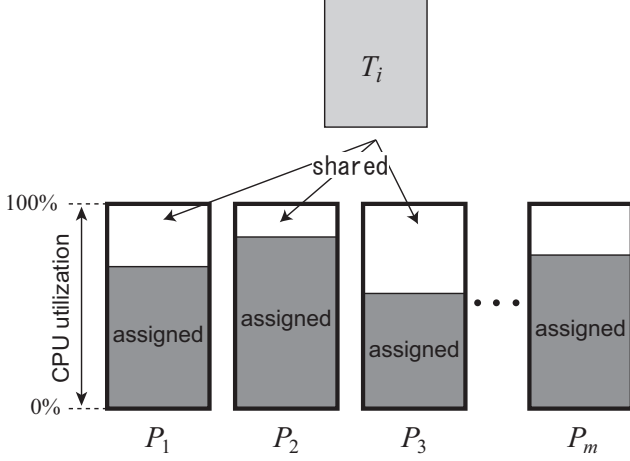 T_i
shared
100%
CPU utilization
assigned
assigned
assigned
assigned
• • •
0%
P_1
P_2
P_3
P_m